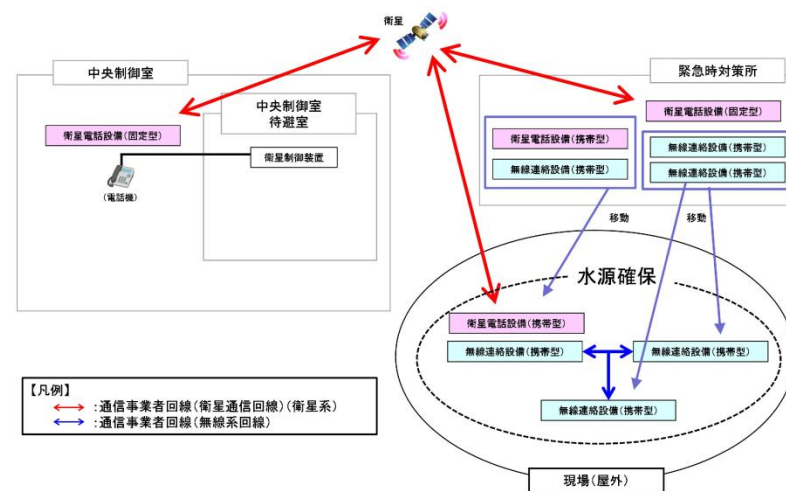 衛星
中央制御室
中央制御室
待避室
衛星電話設備(固定型)
衛星制御装置
(電話機)
緊急時対策所
衛星電話設備(固定型)
衛星電話設備(携帯型)
無線連絡設備(携帯型)
無線連絡設備(携帯型)
無線連絡設備(携帯型)
移動
移動
水源確保
衛星電話設備(携帯型)
無線連絡設備(携帯型)
無線連絡設備(携帯型)
無線連絡設備(携帯型)
現場(屋外)
【凡例】
:通信事業者回線(衛星通信回線)(衛星系)
:通信事業者回線(無線系回線)